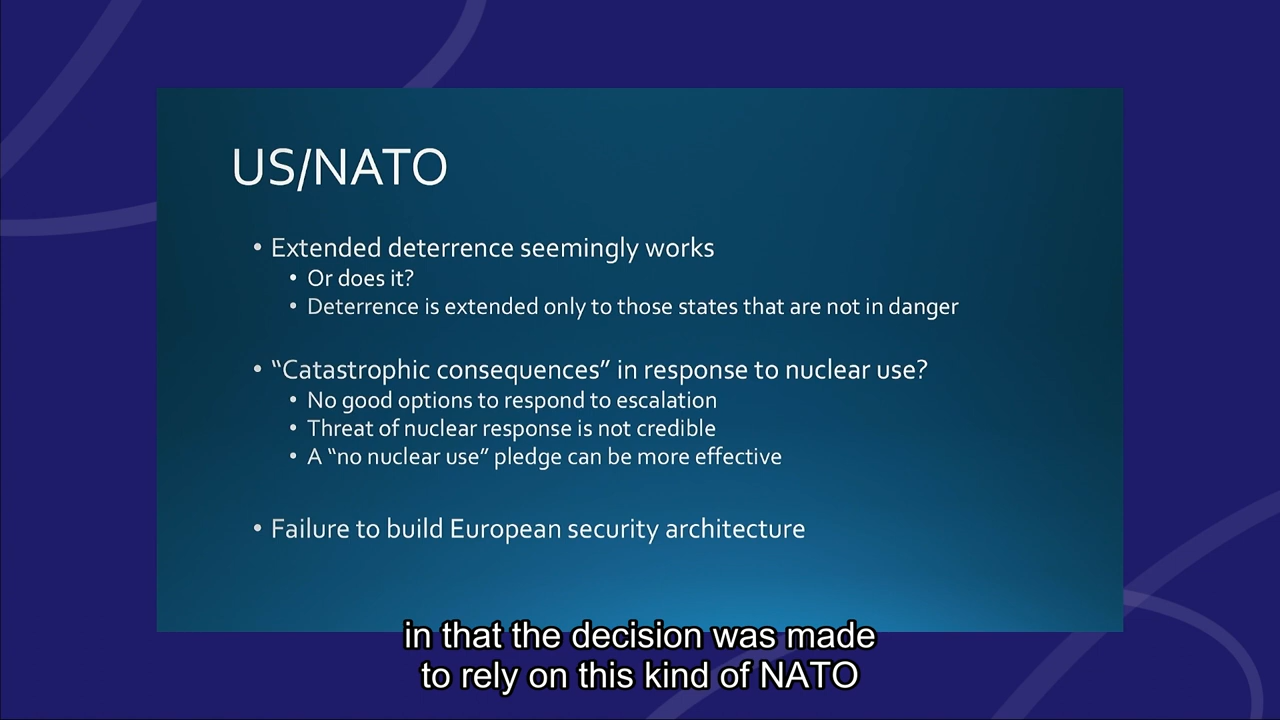 US/NATO
• Extended deterrence seemingly works
• Or does it?
• Deterrence is extended only to those states that are not in danger
• “Catastrophic consequences” in response to nuclear use?
• No good options to respond to escalation
• Threat of nuclear response is not credible
• A “no nuclear use” pledge can be more effective
• Failure to build European security architecture
in that the decision was made
to rely on this kind of NATO